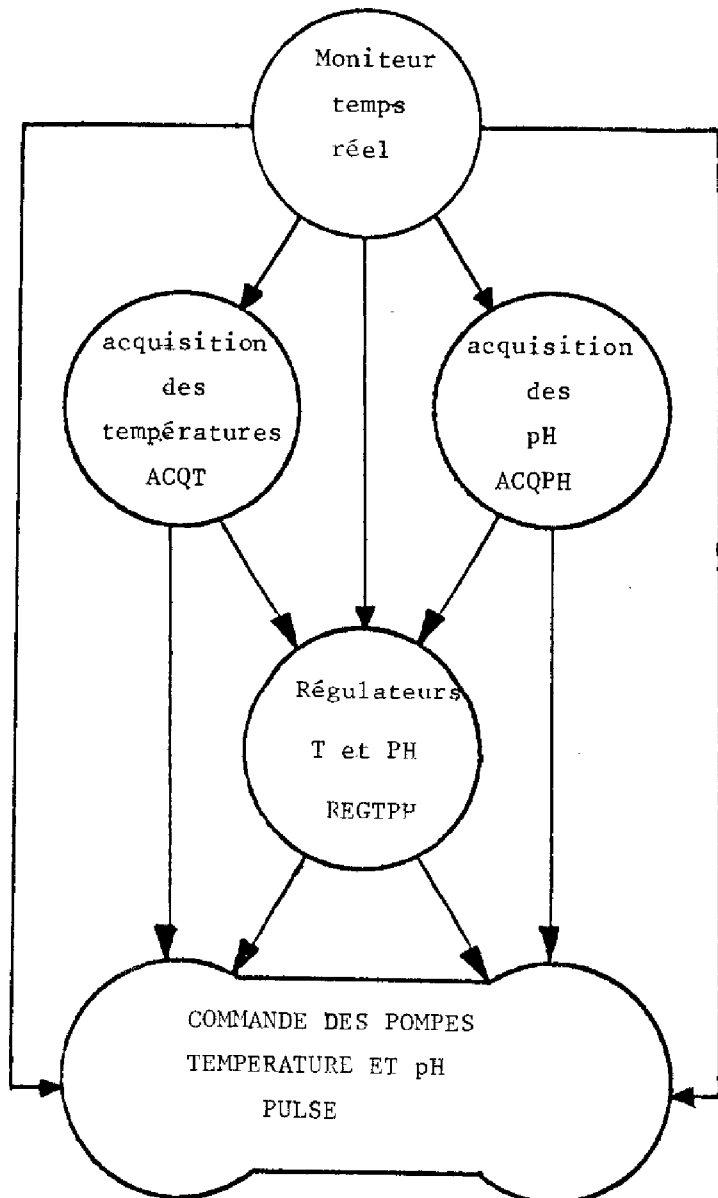 Moniteur
temps
réel
acquisition
des
températures
ACQT
acquisition
des
pH
ACQPH
Régulateurs
T et PH
REGTPH
COMMANDE DES POMPES
TEMPERATURE ET pH
PULSE